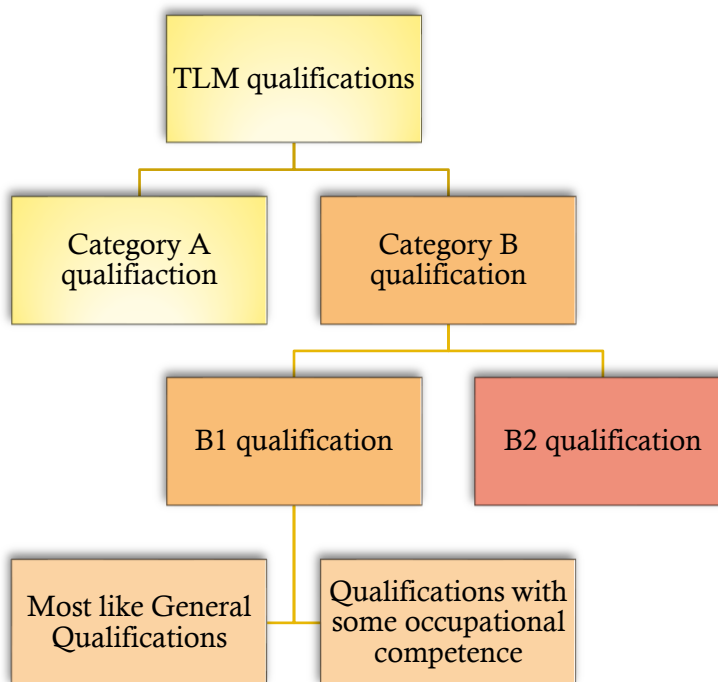 TLM qualifications
Category A
qualifiaction
Category B
qualification
B1 qualification
B2 qualification
Most like General
Qualifications
Qualifications with
some occupational
competence